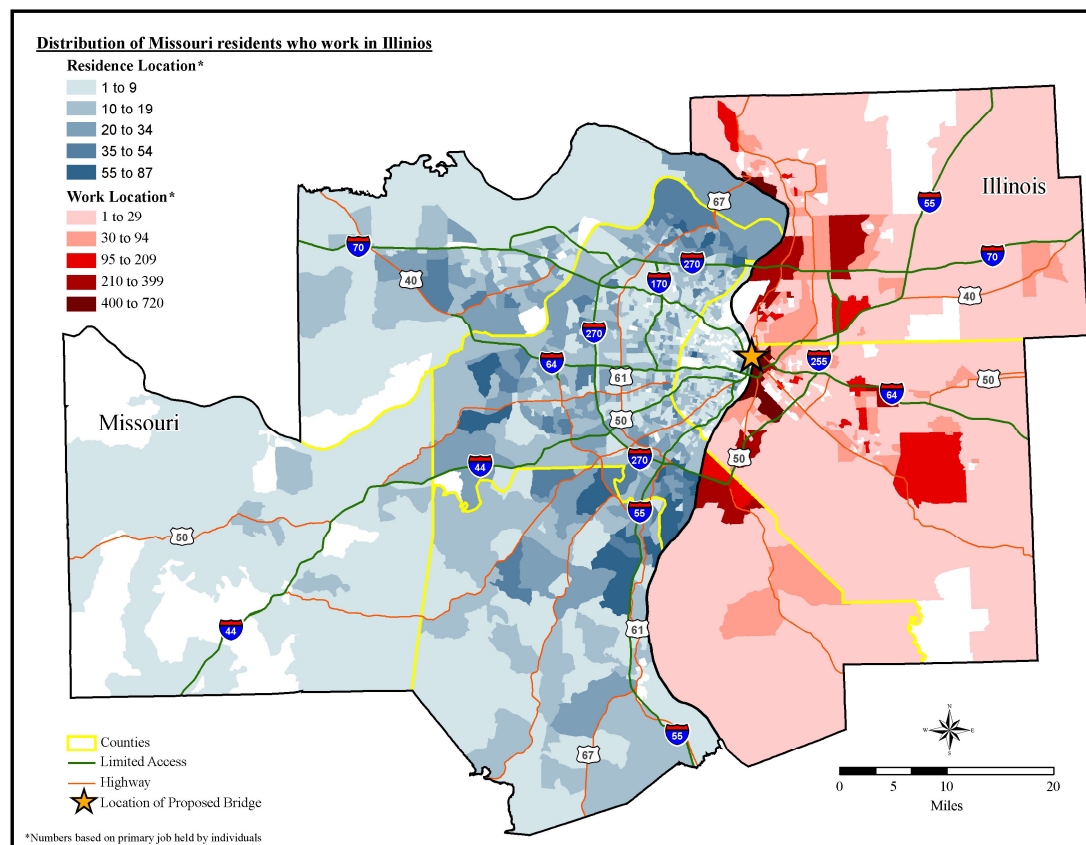 Distribution of Missouri residents who work in Illinios
Residence Location*
1 to 9
10 to 19
20 to 34
35 to 54
55 to 87
Work Location*
1 to 29
30 to 94
95 to 209
210 to 399
400 to 720
Illinois
67
55
70
270
70
40
170
40
270
255
64
61
50
64
Missouri
50
50
270
44
55
50
61
44
55
67
N
W E
S
Counties
Limited Access
Highway
Location of Proposed Bridge
0 5 10 20
Miles
*Numbers based on primary job held by individuals